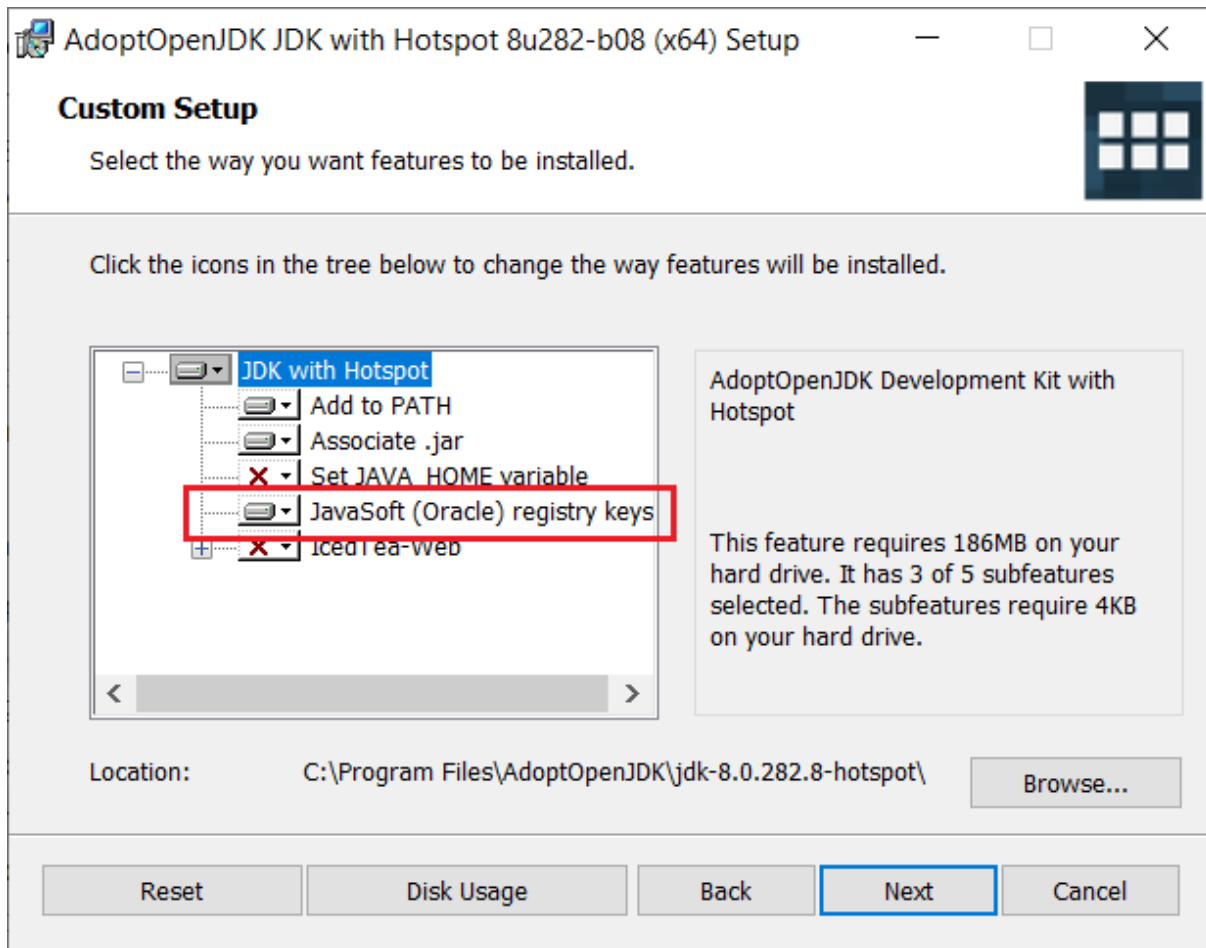 AdoptOpenJDK JDK with Hotspot 8u282-b08 (x64) Setup
Custom Setup
Select the way you want features to be installed.
Click the icons in the tree below to change the way features will be installed.
JDK with Hotspot
Add to PATH
Associate .jar
Set JAVA_HOME variable
JavaSoft (Oracle) registry keys
IcedTea-Web
AdoptOpenJDK Development Kit with
Hotspot
This feature requires 186MB on your
hard drive. It has 3 of 5 subfeatures
selected. The subfeatures require 4KB
on your hard drive.
Location: C:\Program Files\AdoptOpenJDK\jdk-8.0.282.8-hotspot\
Browse...
Reset Disk Usage Back Next Cancel